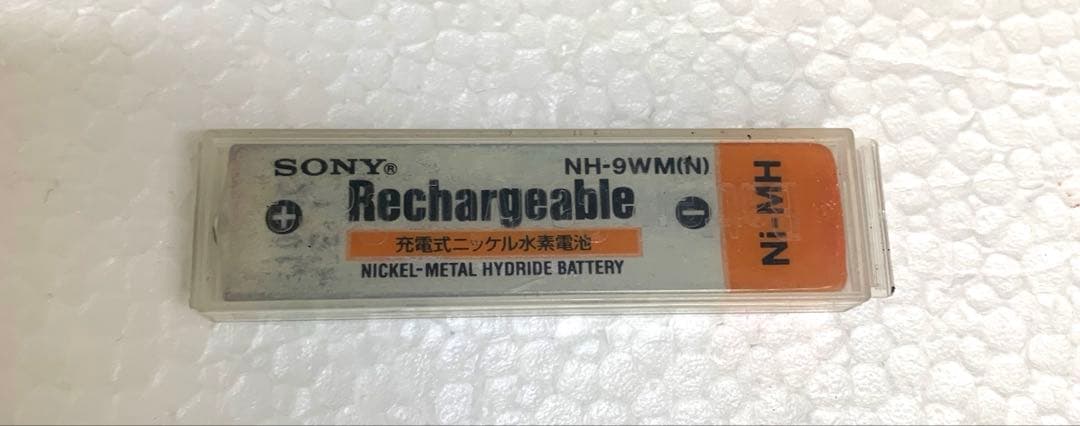 SONY® NH-9WM(N)
Rechargeable
⊕ ⊖
充電式ニッケル水素電池
NICKEL-METAL HYDRIDE BATTERY
Ni-MH